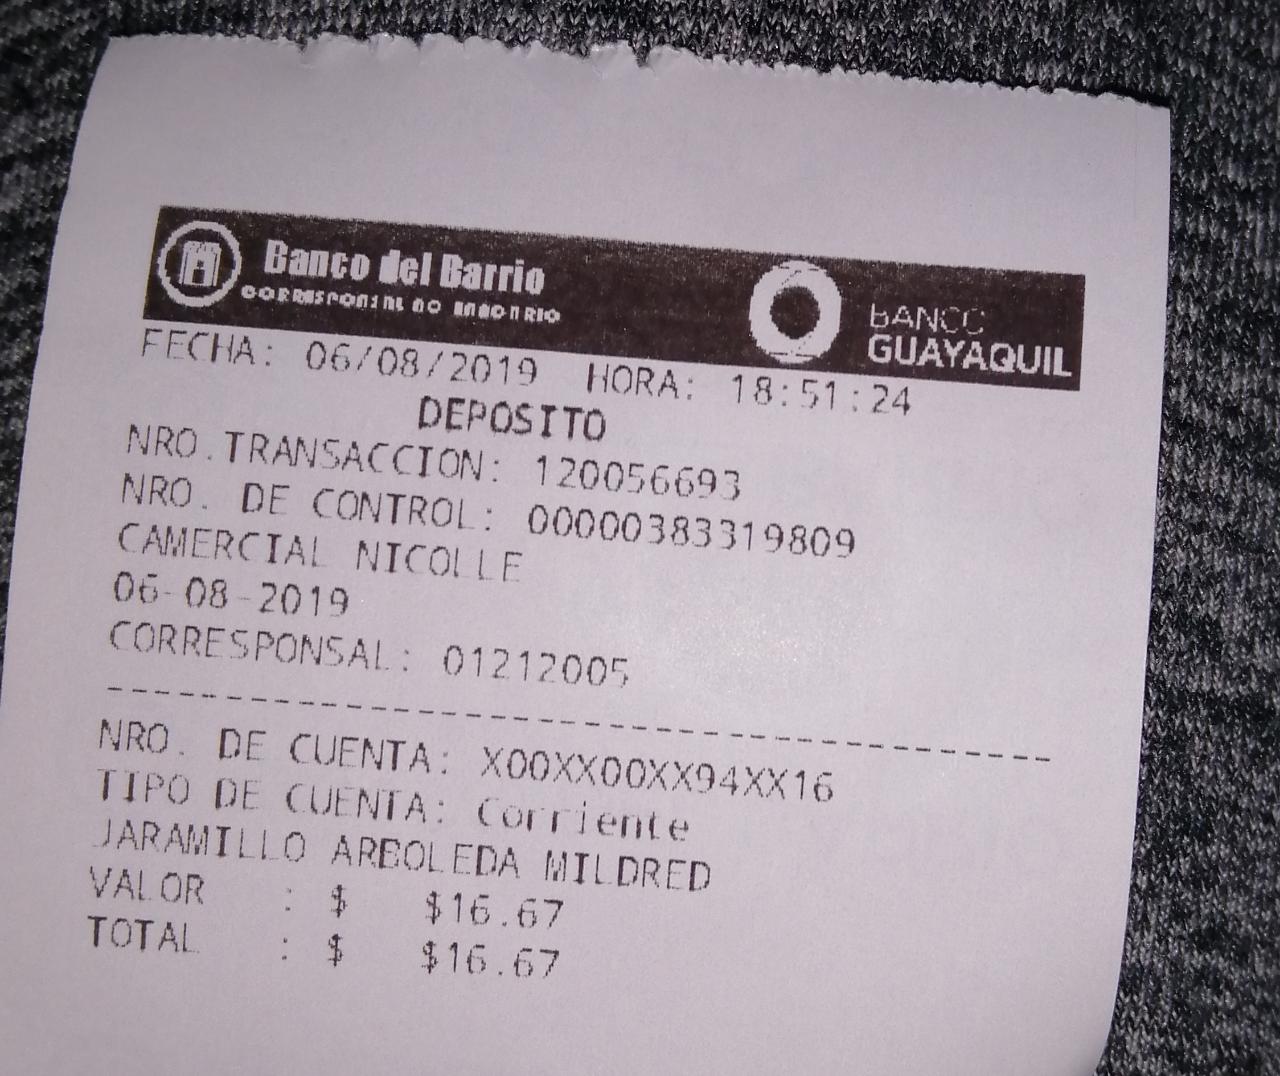 Banco del Barrio
BANCO
GUAYAQUIL
FECHA: 06/08/2019 HORA: 18:51:24
DEPOSITO
NRO.TRANSACCION: 120056693
NRO. DE CONTROL: 00000383319809
CAMERCIAL NICOLLE
06-08-2019
CORRESPONSAL: 01212005
----------------------------------------
NRO. DE CUENTA: X00XX00XX94XX16
TIPO DE CUENTA: Corriente
JARAMILLO ARBOLEDA MILDRED
VALOR : $ $16.67
TOTAL : $ $16.67